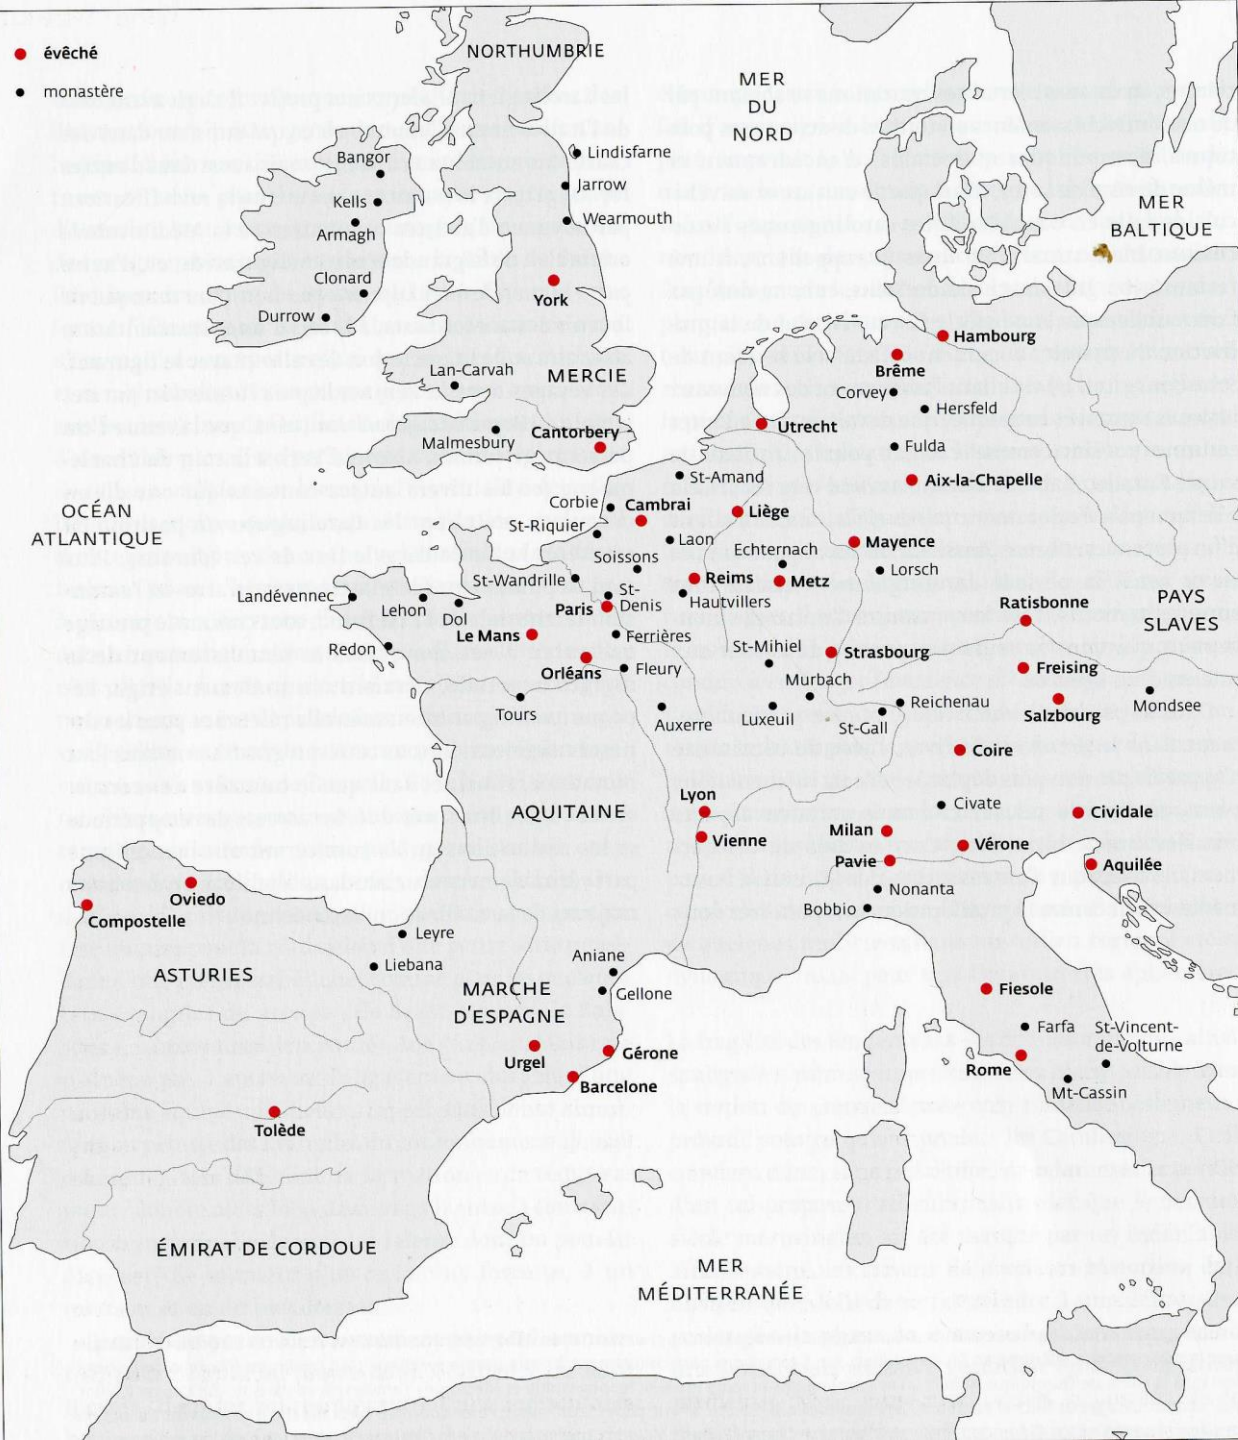 évêché
monastère
NORTHUMBRIE
MER
DU
NORD
MER
BALTIQUE
Lindisfarne
Bangor
Jarrow
Kells
Wearmouth
Armagh
Clonard
York
Durrow
Hambourg
Brême
Lan-Carvah
MERCIE
Corvey
Hersfeld
Malmesbury
Cantorbery
Utrecht
Fulda
St-Amand
Aix-la-Chapelle
OCÉAN
ATLANTIQUE
Corbie
Cambrai
Liège
St-Riquier
Laon
Mayence
Soissons
Echternach
Lorsch
St-Wandrille
Reims
Metz
Landévennec
Lehon
Dol
Paris
St-
Denis
Hautvillers
Ratisbonne
PAYS
SLAVES
Le Mans
Ferrières
Redon
St-Mihiel
Strasbourg
Orléans
Fleury
Freising
Murbach
Tours
Auxerre
Luxeuil
Reichenau
St-Gall
Salzbourg
Mondsee
Coire
Lyon
AQUITAINE
Civate
Cividale
Vienne
Milan
Vérone
Pavie
Aquilée
Oviedo
Nonanta
Compostelle
Bobbio
Leyre
ASTURIES
Liebana
Aniane
MARCHE
D'ESPAGNE
Gellone
Fiesole
Farfa
St-Vincent-
de-Volturne
Urgel
Gérone
Rome
Barcelone
Mt-Cassin
Tolède
ÉMIRAT DE CORDOUE
MER
MÉDITERRANÉE